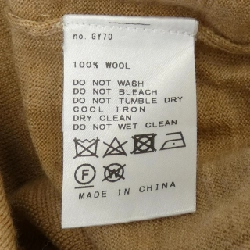 no. GY70
100% WOOL
DO NOT WASH
DO NOT BLEACH
DO NOT TUMBLE DRY
COOL IRON
DRY CLEAN
DO NOT WET CLEAN
F W
MADE IN CHINA